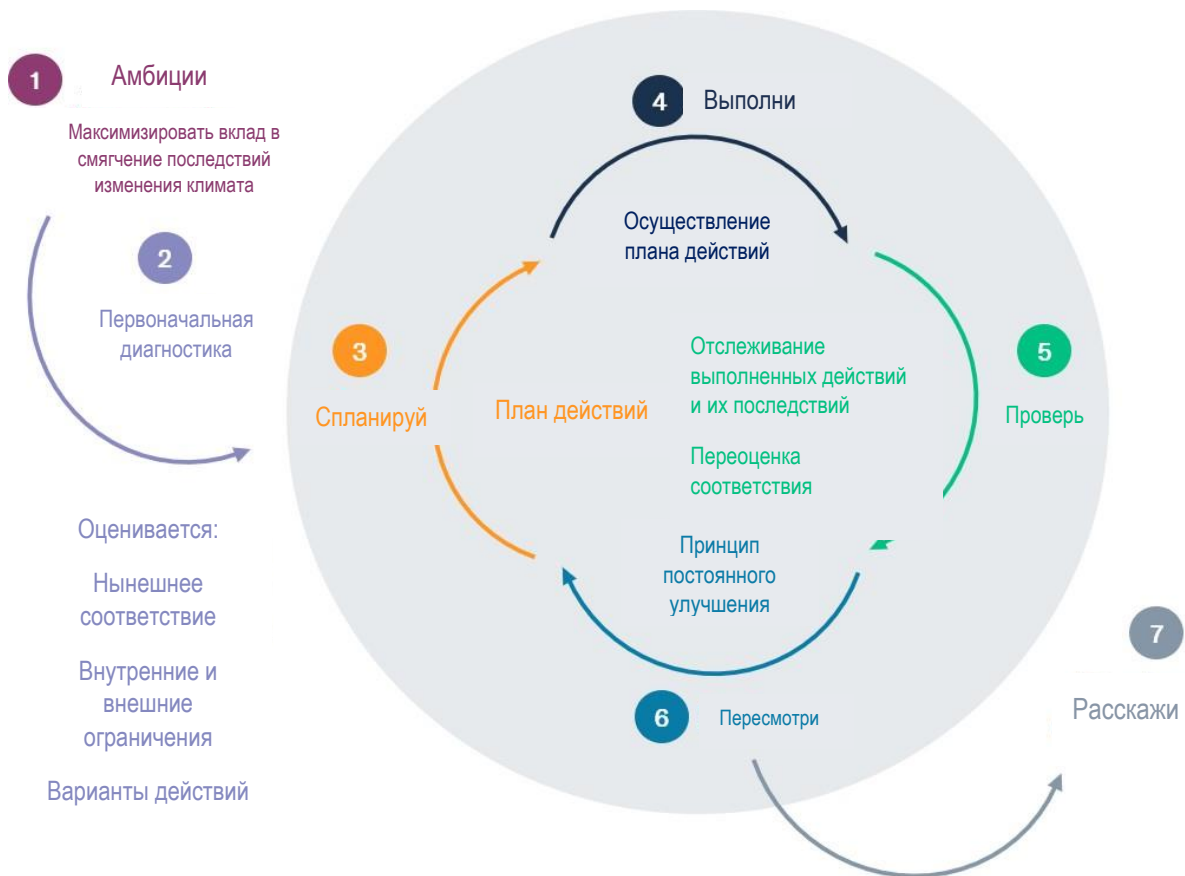 1
Амбиции
Максимизировать вклад в
смягчение последствий
изменения климата
2
Первоначальная
диагностика
Оценивается:
Нынешнее
соответствие
Внутренние и
внешние
ограничения
Варианты действий
3
Спланируй
План действий
4
Выполни
Осуществление
плана действий
5
Проверь
Отслеживание
выполненных действий
и их последствий
Переоценка
соответствия
6
Пересмотри
Принцип
постоянного
улучшения
7
Расскажи